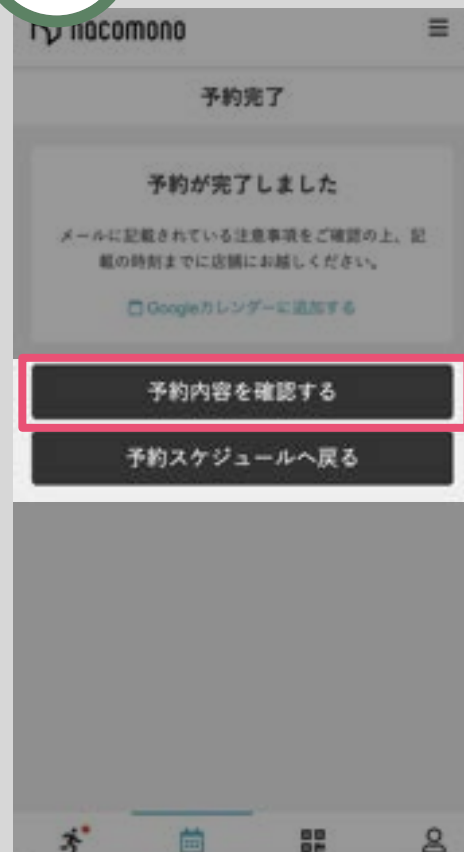 hacomono
予約完了
予約が完了しました
メールに記載されている注意事項をご確認の上、記
載の時刻までに店舗にお越しください。
Googleカレンダーに追加する
予約内容を確認する
予約スケジュールへ戻る